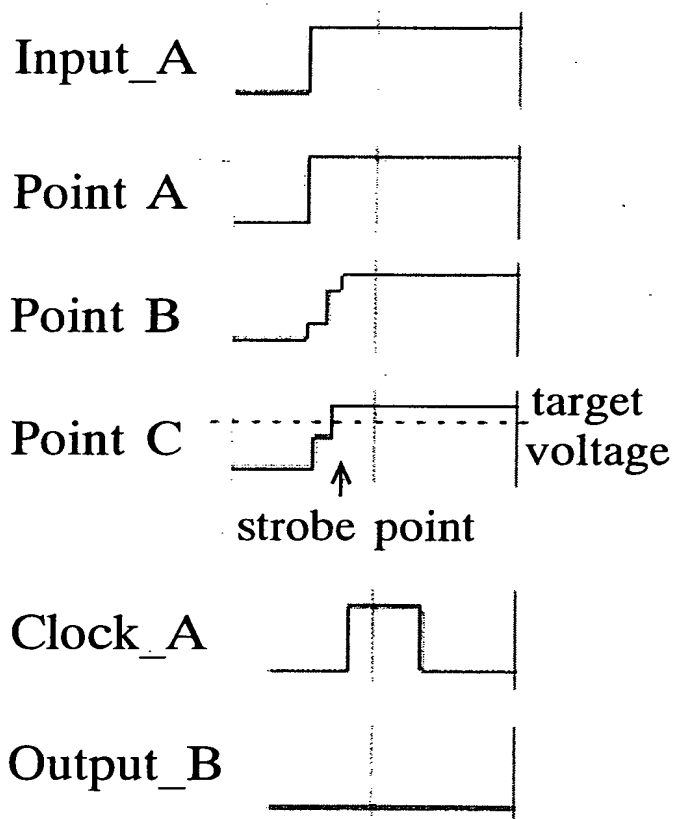 Input_A
Point A
Point B
Point C
target
voltage
strobe point
Clock_A
Output_B